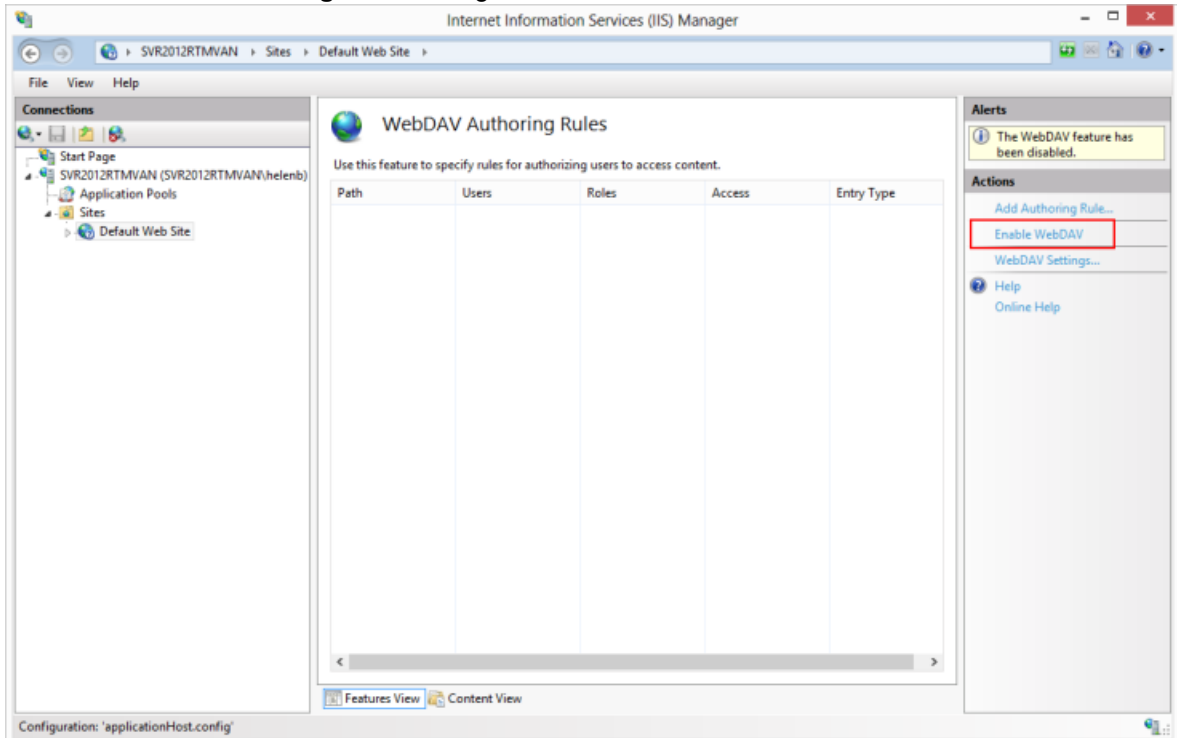 Internet Information Services (IIS) Manager
SVR2012RTMVAN
Sites
Default Web Site
File View Help
Connections
Start Page
SVR2012RTMVAN (SVR2012RTMVAN\helenb)
Application Pools
Sites
Default Web Site
WebDAV Authoring Rules
Use this feature to specify rules for authorizing users to access content.
Path Users Roles Access Entry Type
Features View Content View
Alerts
The WebDAV feature has
been disabled.
Actions
Add Authoring Rule...
Enable WebDAV
WebDAV Settings...
Help
Online Help
Configuration: 'applicationHost.config'